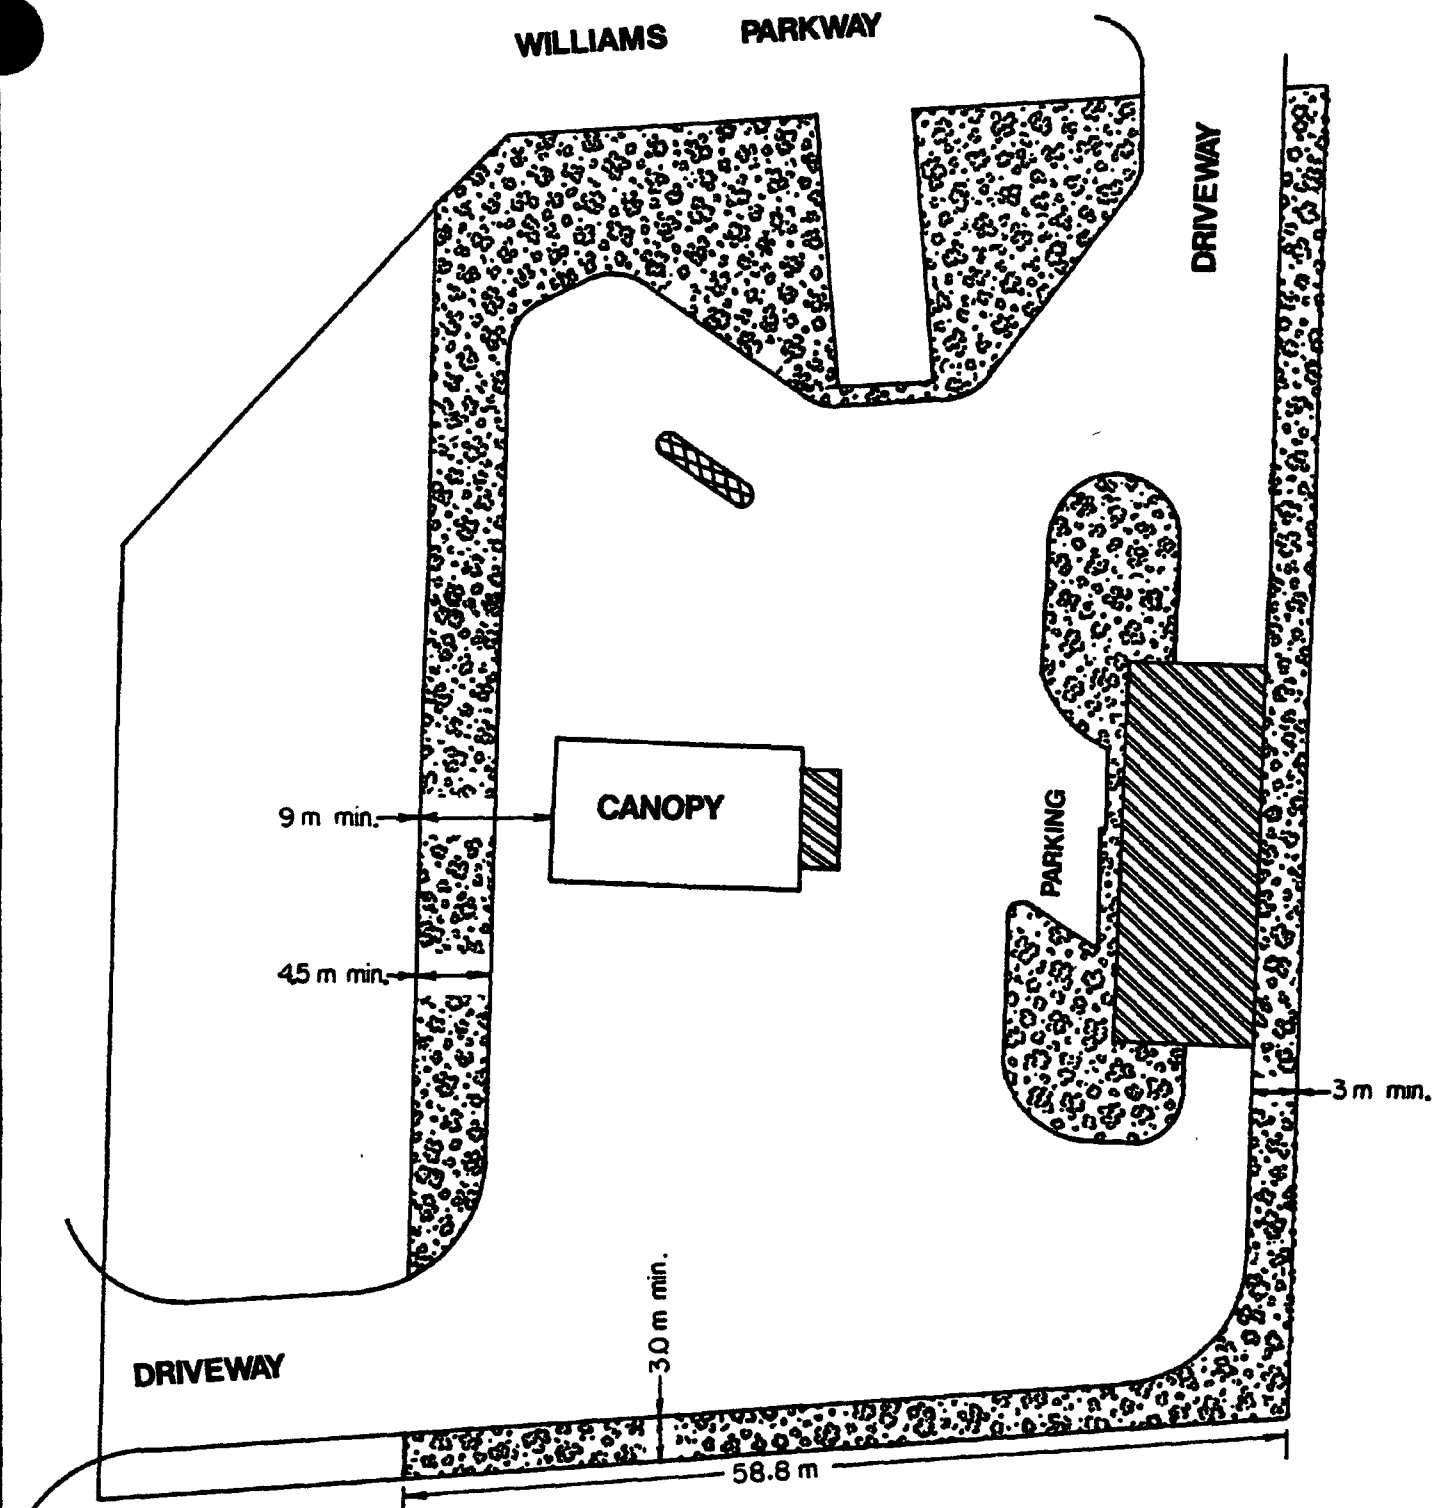 WILLIAMS PARKWAY
DRIVEWAY
9 m min.
CANOPY
PARKING
4.5 m min.
3 m min.
3.0 m min.
DRIVEWAY
58.8 m